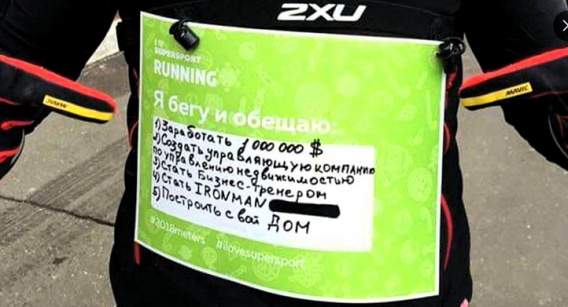 2XU
I ♥
SUPERSPORT
RUNNING
Я бегу и обещаю:
1) Заработать 1 000 000 $
2) Создать управляющую компанию
по управлению недвижимостью
3) Стать Бизнес-тренером
4) Стать IRONMAN
5) Построить свой ДОМ
#2018meters #ilovesupersport
MAVIC
MAVIC